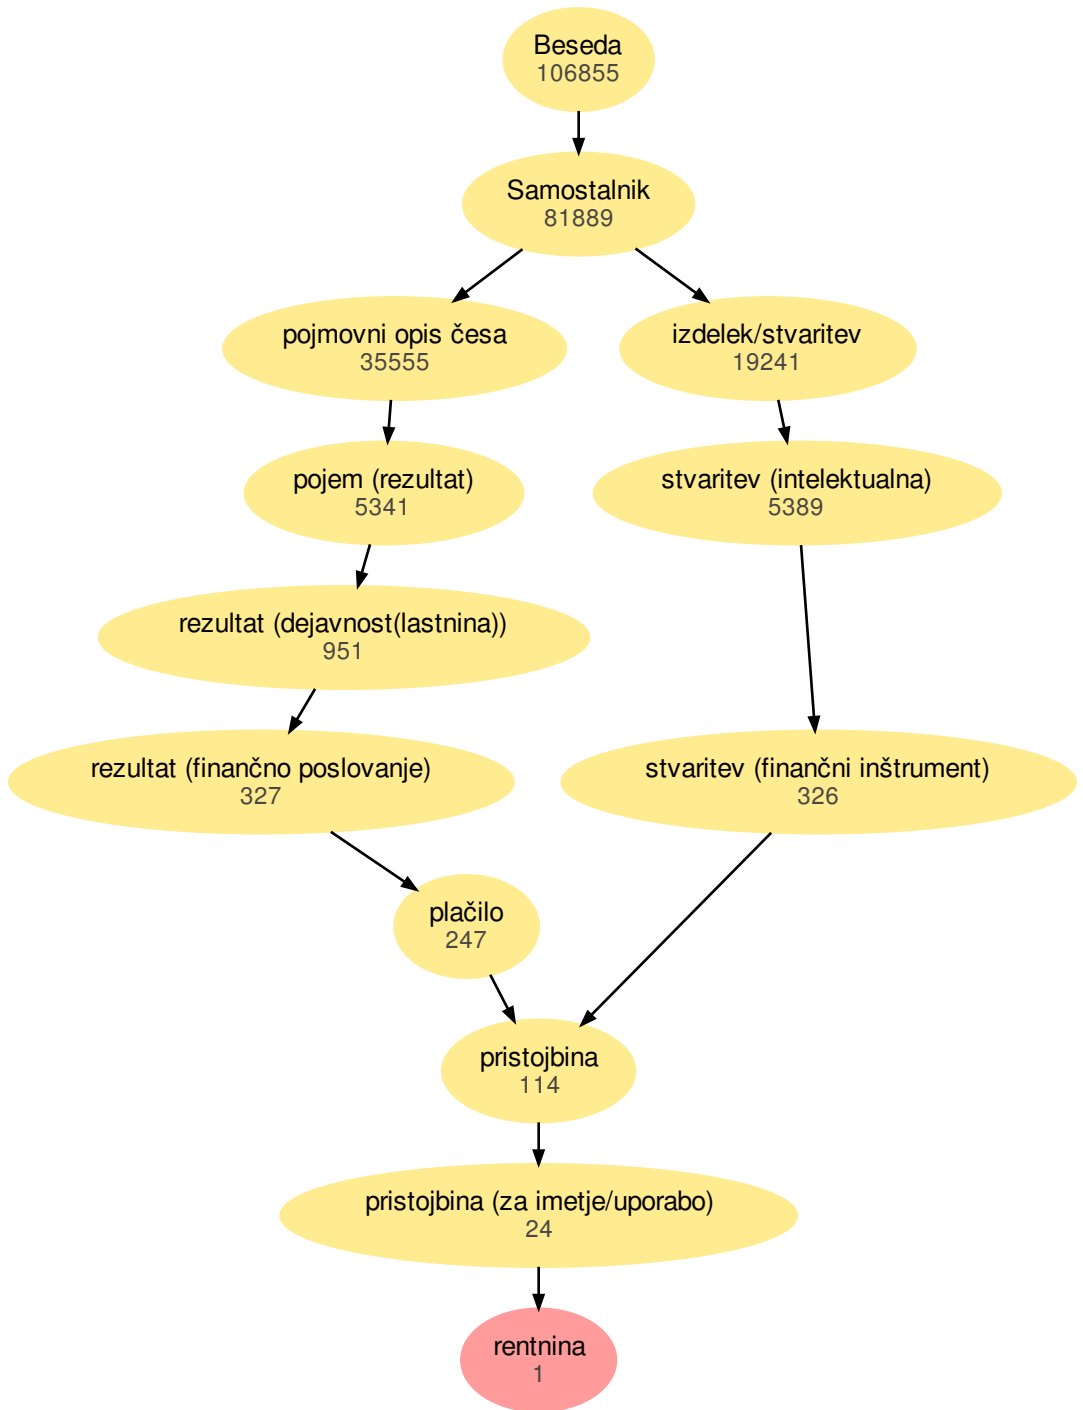 Beseda
106855
Samostalnik
81889
pojmovni opis česa
35555
izdelek/stvaritev
19241
pojem (rezultat)
5341
stvaritev (intelektualna)
5389
rezultat (dejavnost(lastnina))
951
rezultat (finančno poslovanje)
327
stvaritev (finančni inštrument)
326
plačilo
247
pristojbina
114
pristojbina (za imetje/uporabo)
24
rentnina
1